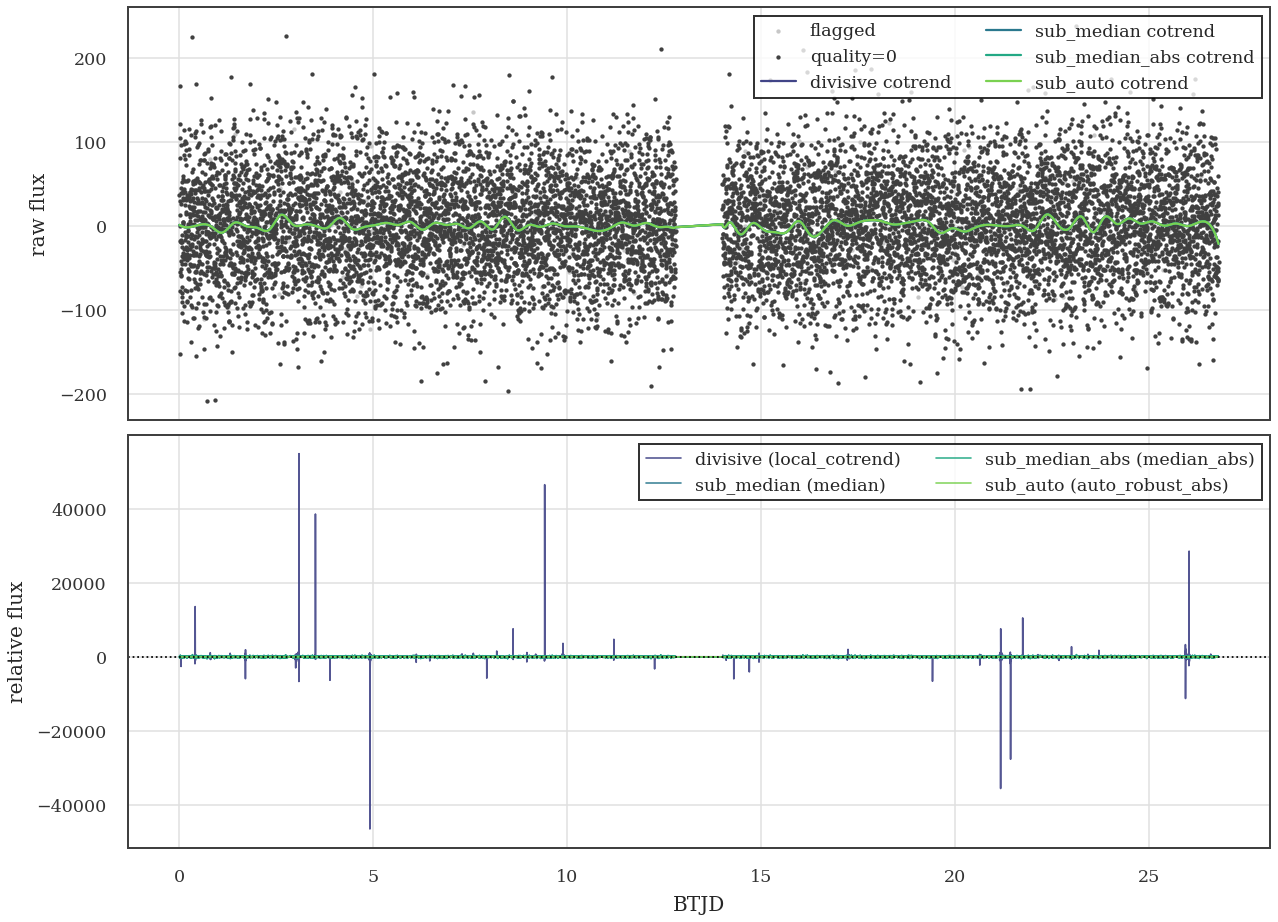 200
100
0
−100
−200
raw flux
flagged
quality=0
divisive cotrend
sub_median cotrend
sub_median_abs cotrend
sub_auto cotrend
40000
20000
0
−20000
−40000
relative flux
divisive (local_cotrend)
sub_median (median)
sub_median_abs (median_abs)
sub_auto (auto_robust_abs)
0
5
10
15
20
25
BTJD